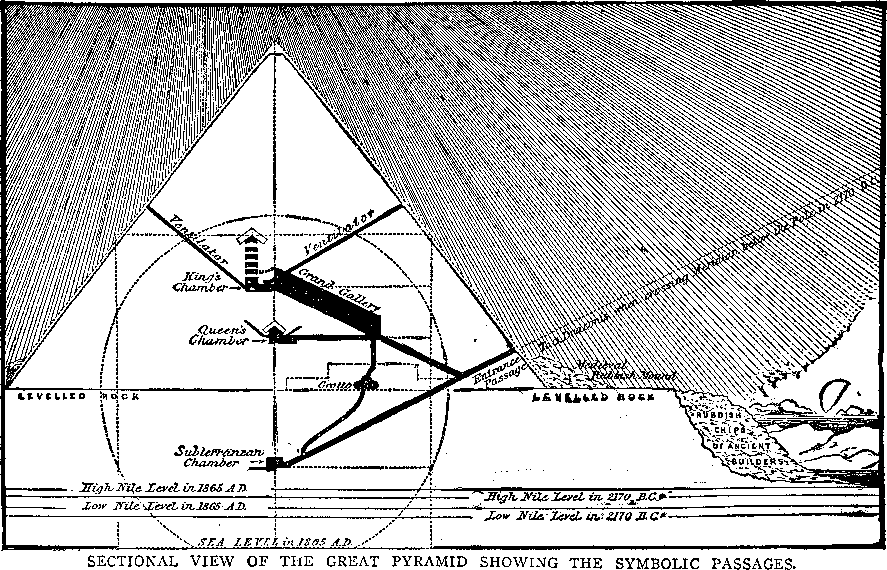 To α Draconis when crossing Meridian below the Pole in 2170 B.C.
Ventilator
Ventilator
King's
Chamber
Grand Gallery
Queen's
Chamber
Entrance
Passage
Medieval
Rubbish Mound
Grotto
LEVELLED ROCK
LEVELLED ROCK
RUBBISH
CHIPS
OF ANCIENT
BUILDERS
Subterranean
Chamber
High Nile Level in 1865 A.D.
High Nile Level in 2170 B.C.
Low Nile Level in 1865 A.D.
Low Nile Level in 2170 B.C.
SEA LEVEL in 1865 A.D.
SECTIONAL VIEW OF THE GREAT PYRAMID SHOWING THE SYMBOLIC PASSAGES.